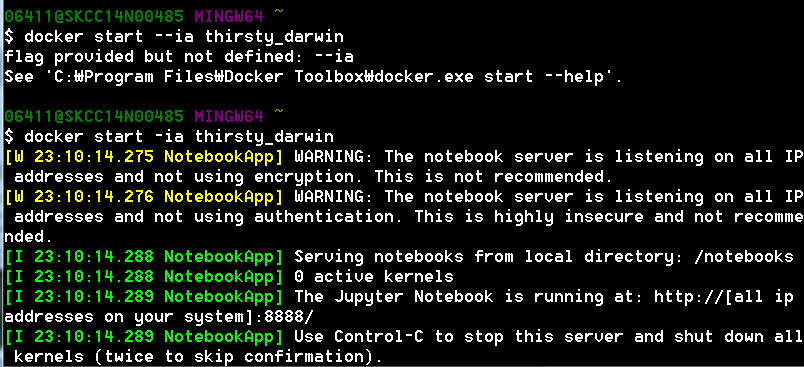 06411@SKCC14N00485 MINGW64 ~
$ docker start --ia thirsty_darwin
flag provided but not defined: --ia
See 'C:₩Program Files₩Docker Toolbox₩docker.exe start --help'.
06411@SKCC14N00485 MINGW64 ~
$ docker start -ia thirsty_darwin
[W 23:10:14.275 NotebookApp] WARNING: The notebook server is listening on all IP
addresses and not using encryption. This is not recommended.
[W 23:10:14.276 NotebookApp] WARNING: The notebook server is listening on all IP
addresses and not using authentication. This is highly insecure and not recomme
nded.
[I 23:10:14.288 NotebookApp] Serving notebooks from local directory: /notebooks
[I 23:10:14.288 NotebookApp] 0 active kernels
[I 23:10:14.289 NotebookApp] The Jupyter Notebook is running at: http://[all ip
addresses on your system]:8888/
[I 23:10:14.289 NotebookApp] Use Control-C to stop this server and shut down all
kernels (twice to skip confirmation).